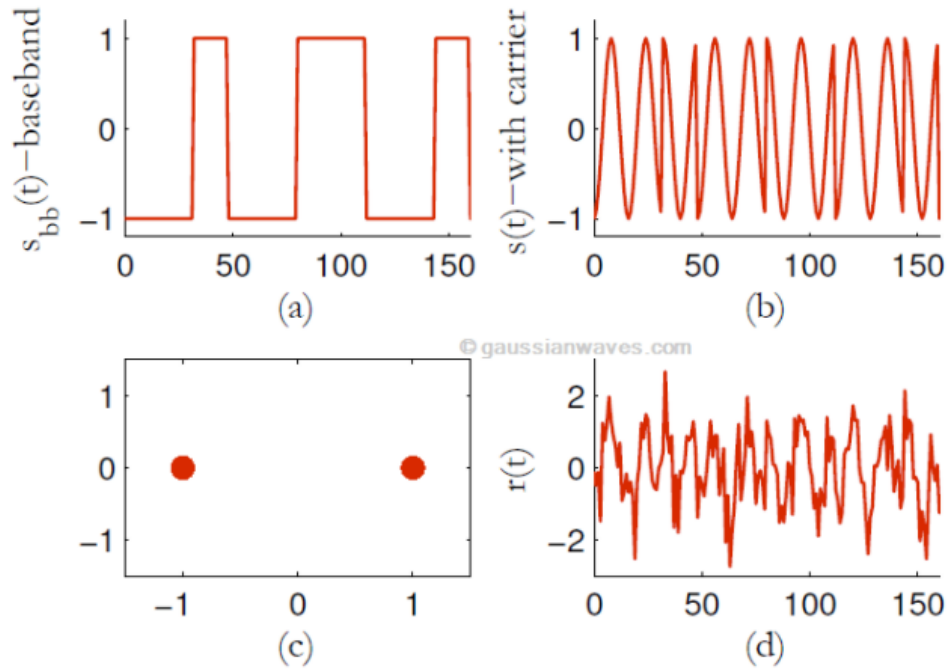 s_bb(t)−baseband
1
0
−1
0 50 100 150
(a)
s(t)−with carrier
1
0
−1
0 50 100 150
(b)
© gaussianwaves.com
1
0
−1
−1 0 1
(c)
r(t)
2
0
−2
0 50 100 150
(d)